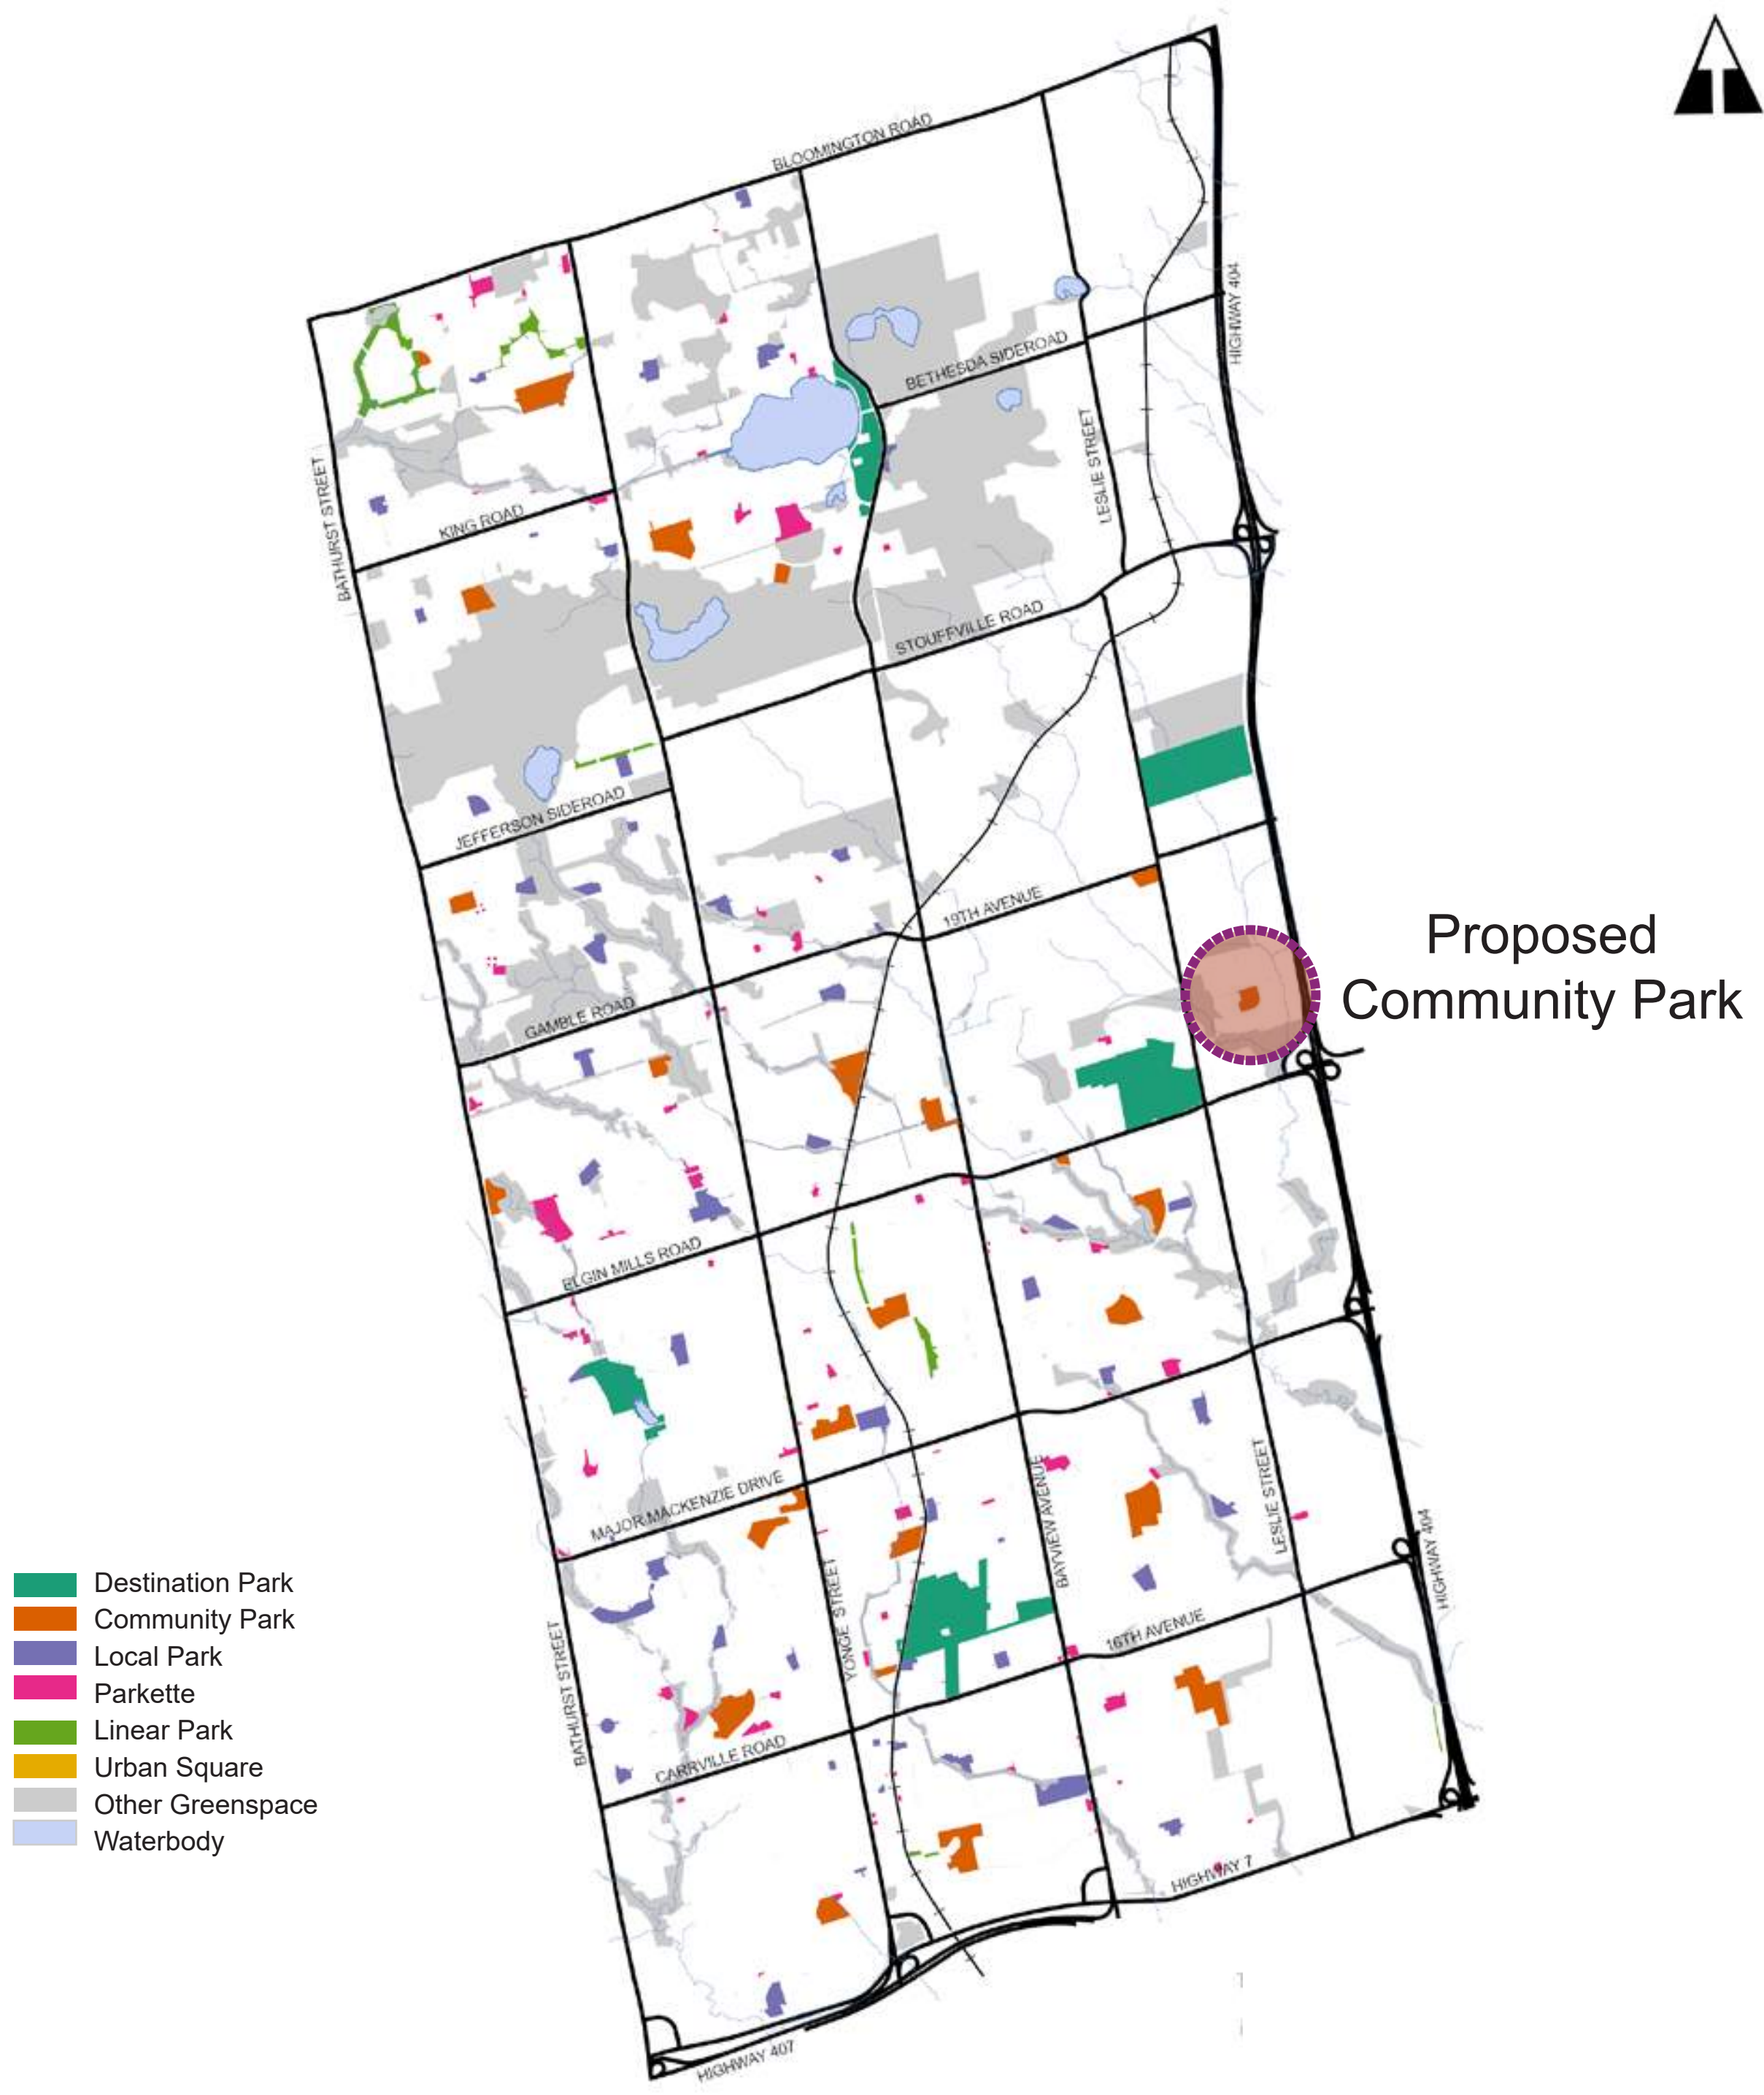 BLOOMINGTON ROAD
HIGHWAY 404
BETHESDA SIDEROAD
LESLIE STREET
BATHURST STREET
KING ROAD
STOUFFVILLE ROAD
JEFFERSON SIDEROAD
19TH AVENUE
Proposed
Community Park
GAMBLE ROAD
ELGIN MILLS ROAD
MAJOR MACKENZIE DRIVE
BAYVIEW AVENUE
LESLIE STREET
HIGHWAY 404
YONGE STREET
16TH AVENUE
BATHURST STREET
CARRVILLE ROAD
HIGHWAY 7
HIGHWAY 407
Destination Park
Community Park
Local Park
Parkette
Linear Park
Urban Square
Other Greenspace
Waterbody